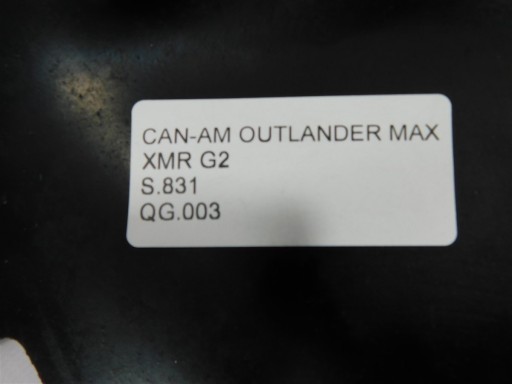 CAN-AM OUTLANDER MAX
XMR G2
S.831
QG.003